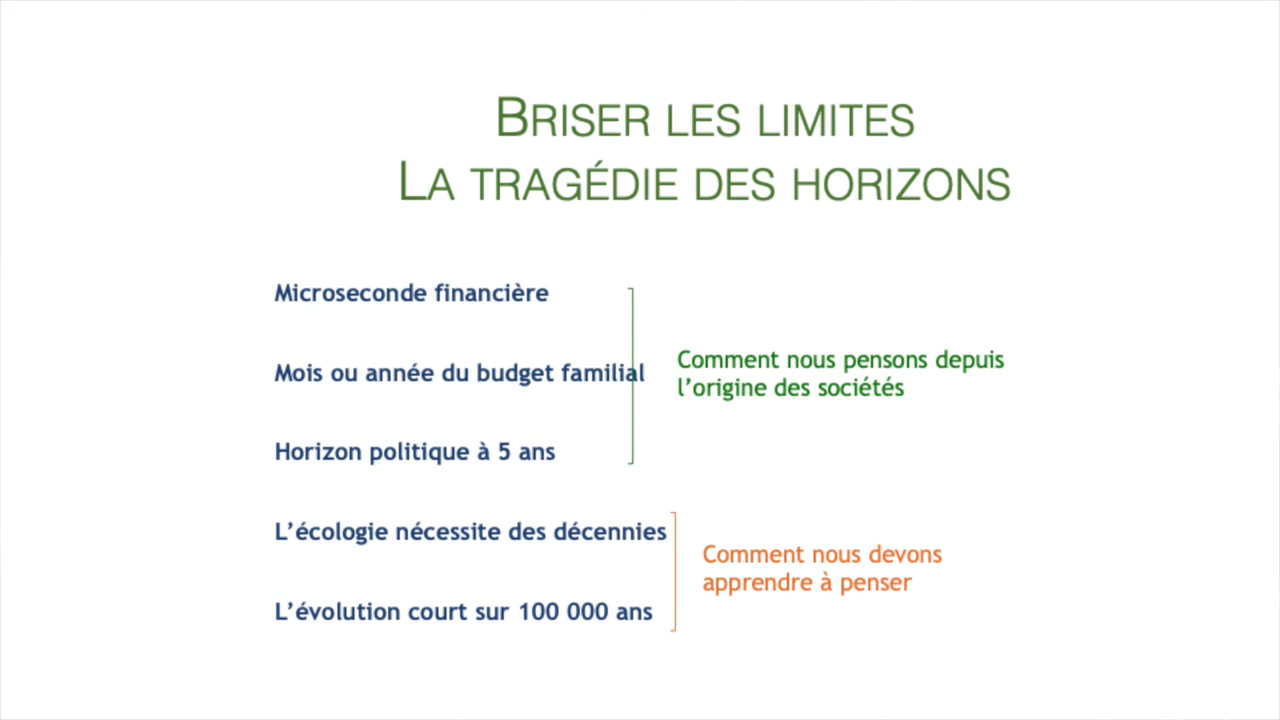 BRISER LES LIMITES
LA TRAGÉDIE DES HORIZONS
Microseconde financière
Mois ou année du budget familial
Horizon politique à 5 ans
Comment nous pensons depuis
l’origine des sociétés
L’écologie nécessite des décennies
L’évolution court sur 100 000 ans
Comment nous devons
apprendre à penser